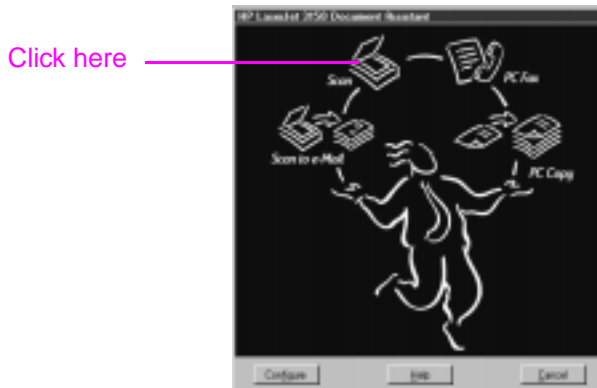 HP LaserJet 3150 Document Assistant
Click here
Scan
PC Fax
Scan to e-Mail
PC Copy
Configure
Help
Cancel